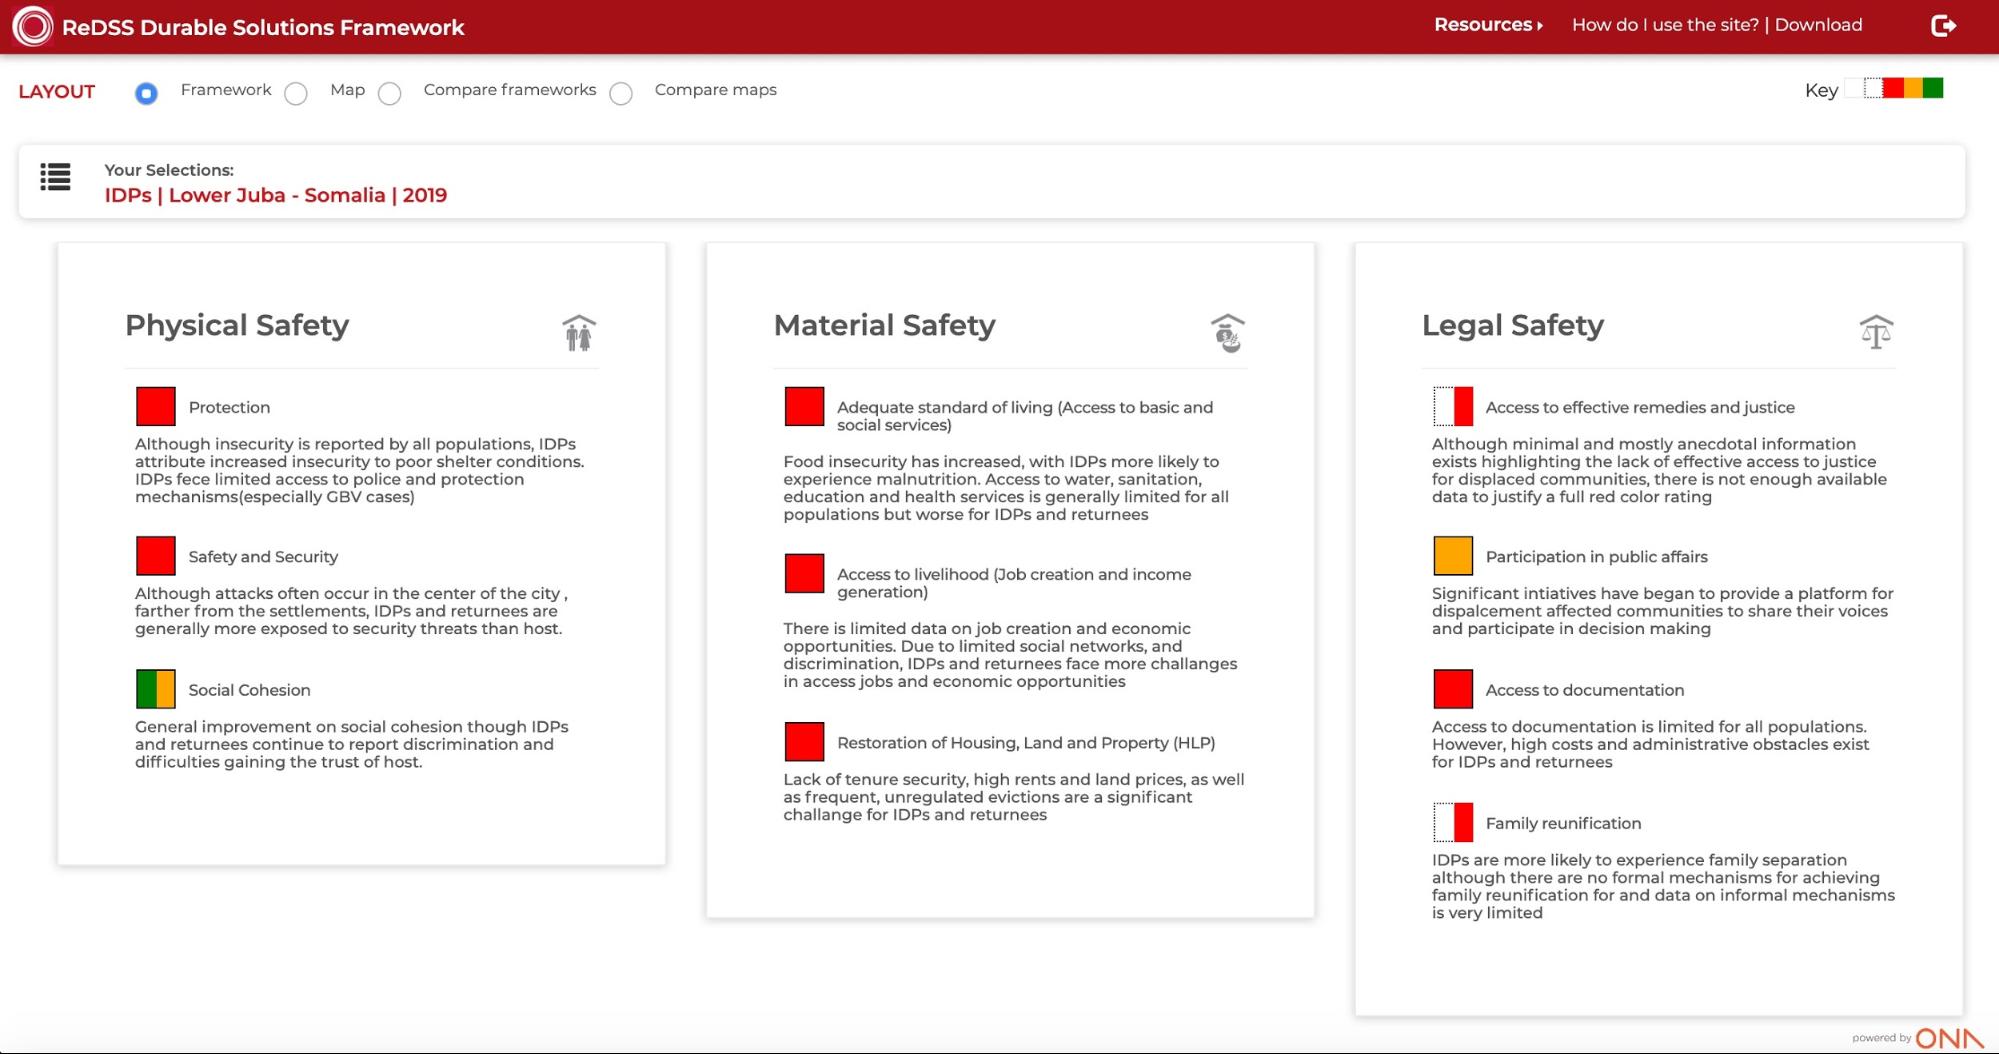 ReDSS Durable Solutions Framework
Resources
How do I use the site? | Download
LAYOUT
Framework
Map
Compare frameworks
Compare maps
Key
Your Selections:
IDPs | Lower Juba - Somalia | 2019
Physical Safety
Protection
Although insecurity is reported by all populations, IDPs
attribute increased insecurity to poor shelter conditions.
IDPs fece limited access to police and protection
mechanisms(especially GBV cases)
Safety and Security
Although attacks often occur in the center of the city ,
farther from the settlements, IDPs and returnees are
generally more exposed to security threats than host.
Social Cohesion
General improvement on social cohesion though IDPs
and returnees continue to report discrimination and
difficulties gaining the trust of host.
Material Safety
Adequate standard of living (Access to basic and
social services)
Food insecurity has increased, with IDPs more likely to
experience malnutrition. Access to water, sanitation,
education and health services is generally limited for all
populations but worse for IDPs and returnees
Access to livelihood (Job creation and income
generation)
There is limited data on job creation and economic
opportunities. Due to limited social networks, and
discrimination, IDPs and returnees face more challanges
in access jobs and economic opportunities
Restoration of Housing, Land and Property (HLP)
Lack of tenure security, high rents and land prices, as well
as frequent, unregulated evictions are a significant
challange for IDPs and returnees
Legal Safety
Access to effective remedies and justice
Although minimal and mostly anecdotal information
exists highlighting the lack of effective access to justice
for displaced communities, there is not enough available
data to justify a full red color rating
Participation in public affairs
Significant intiatives have began to provide a platform for
dispalcement affected communities to share their voices
and participate in decision making
Access to documentation
Access to documentation is limited for all populations.
However, high costs and administrative obstacles exist
for IDPs and returnees
Family reunification
IDPs are more likely to experience family separation
although there are no formal mechanisms for achieving
family reunification for and data on informal mechanisms
is very limited
powered by ONA